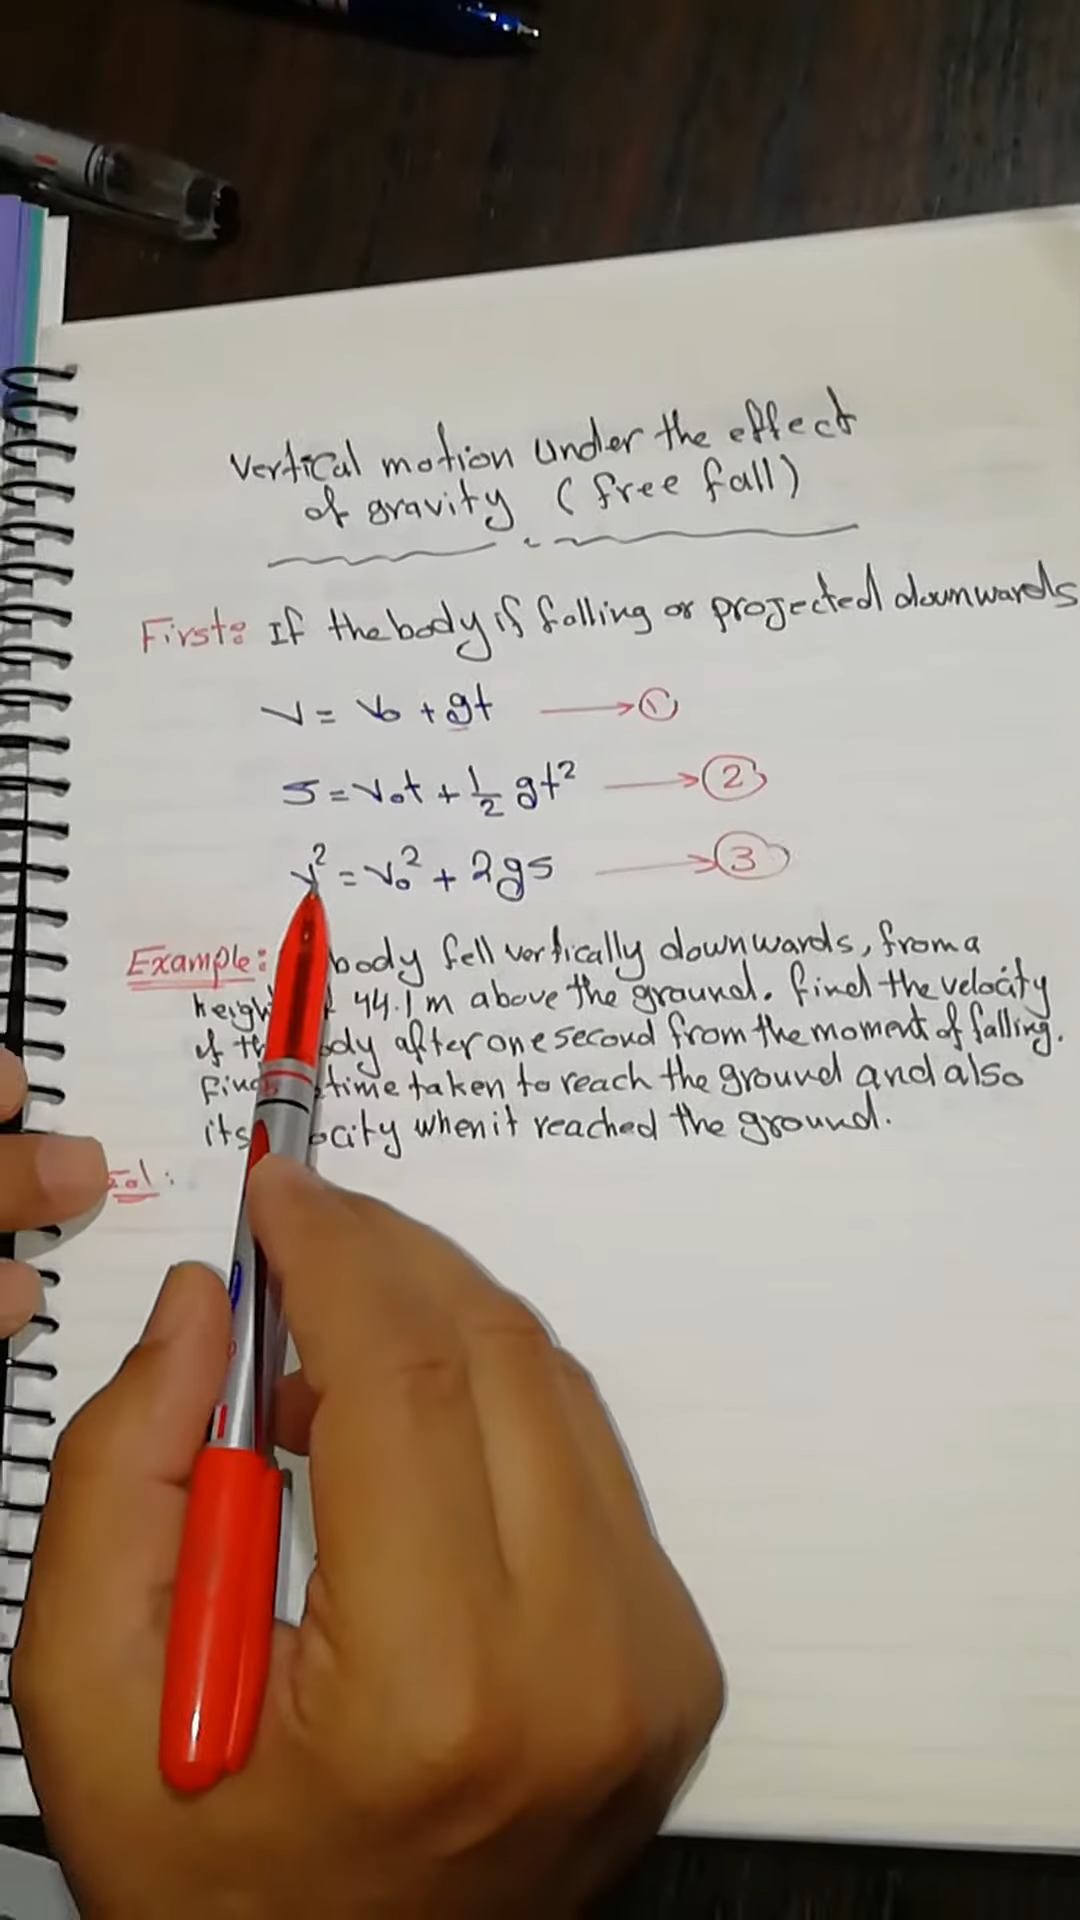 Vertical motion under the effect
of gravity (free fall)
First: If the body if falling or projected downwards
V = V₀ + gt → ①
S = V₀t + 1/2 gt² → ②
V² = V₀² + 2gs → ③
Example: body fell vertically downwards, from a
44.1 m above the ground. find the velocity
of after one second from the moment of falling.
time taken to reach the ground and also
its when it reached the ground.
Sol: